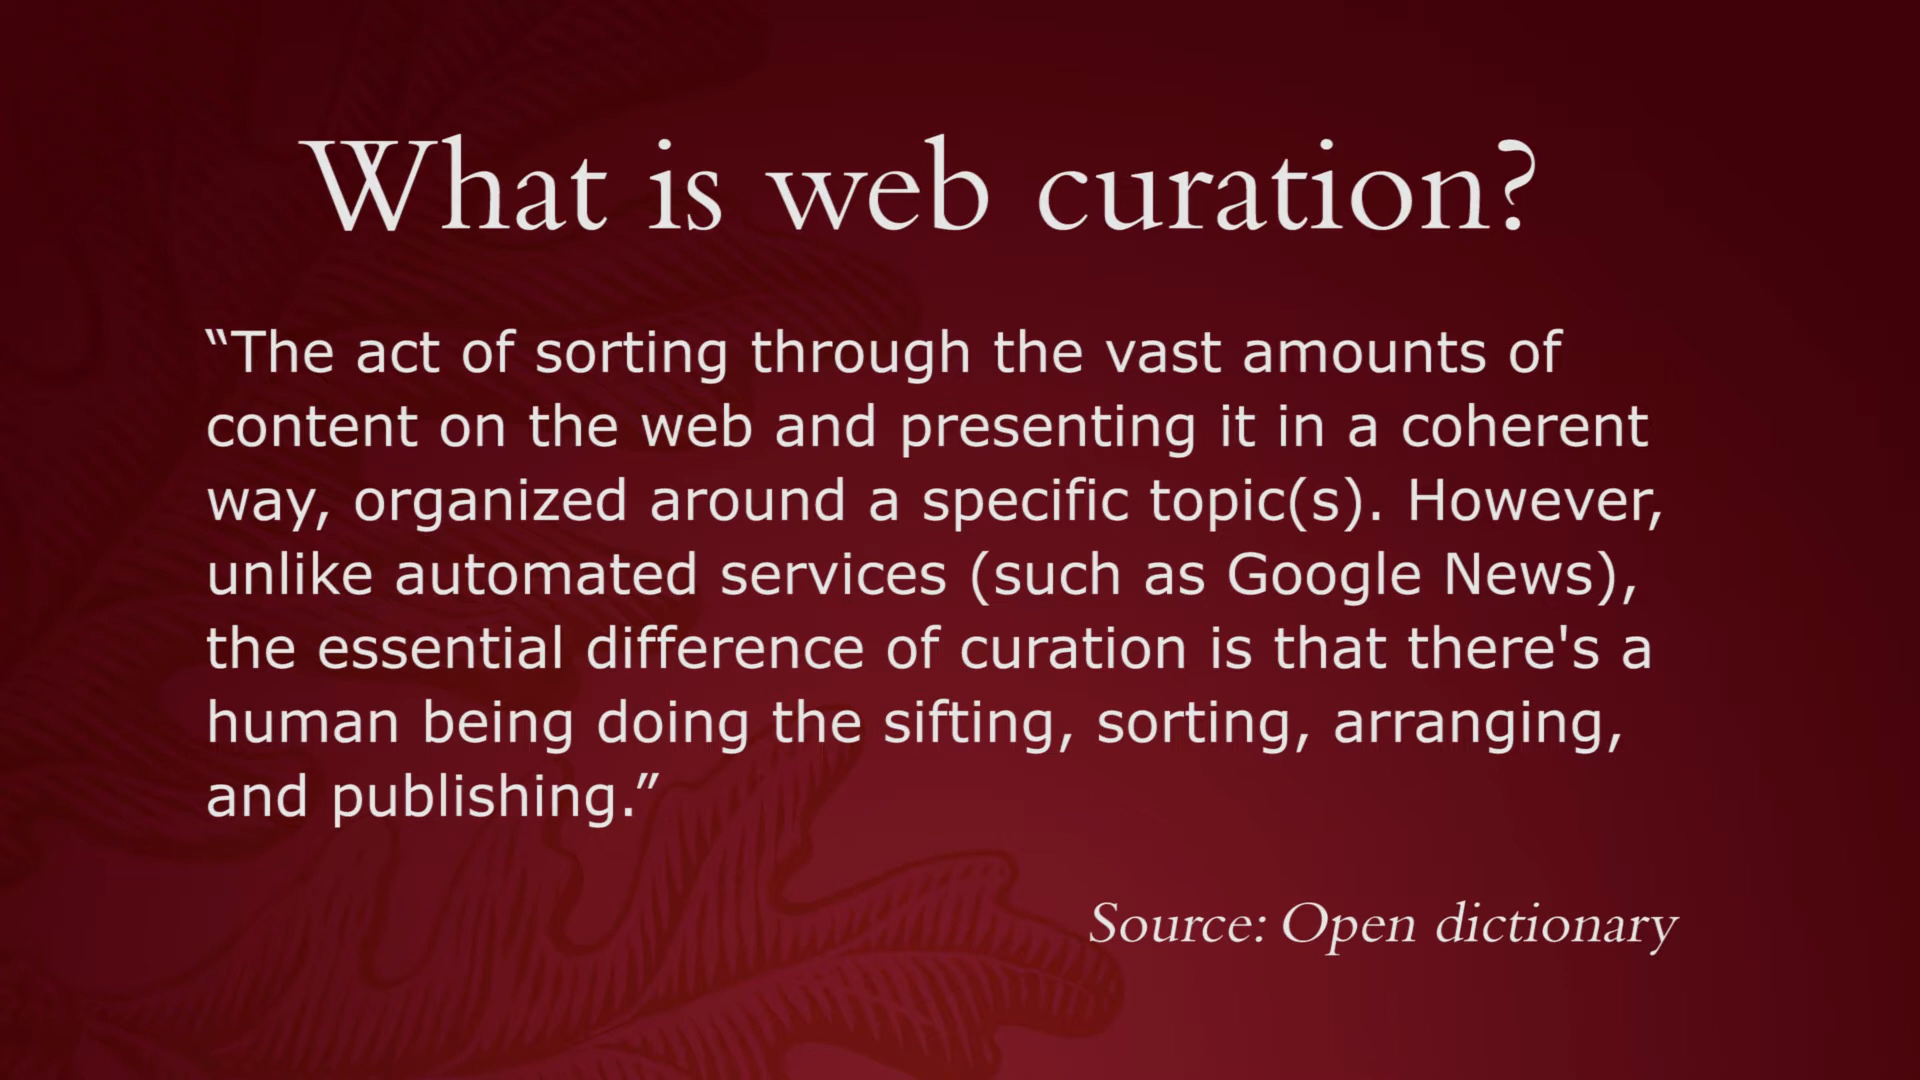 What is web curation?
“The act of sorting through the vast amounts of
content on the web and presenting it in a coherent
way, organized around a specific topic(s). However,
unlike automated services (such as Google News),
the essential difference of curation is that there's a
human being doing the sifting, sorting, arranging,
and publishing.”
Source: Open dictionary